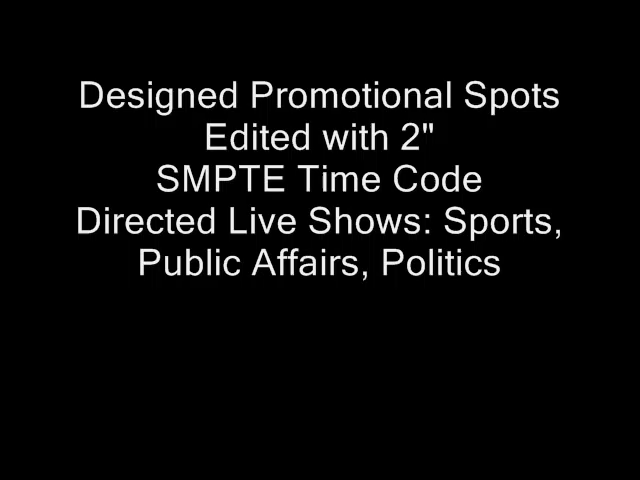 Designed Promotional Spots
Edited with 2"
SMPTE Time Code
Directed Live Shows: Sports,
Public Affairs, Politics